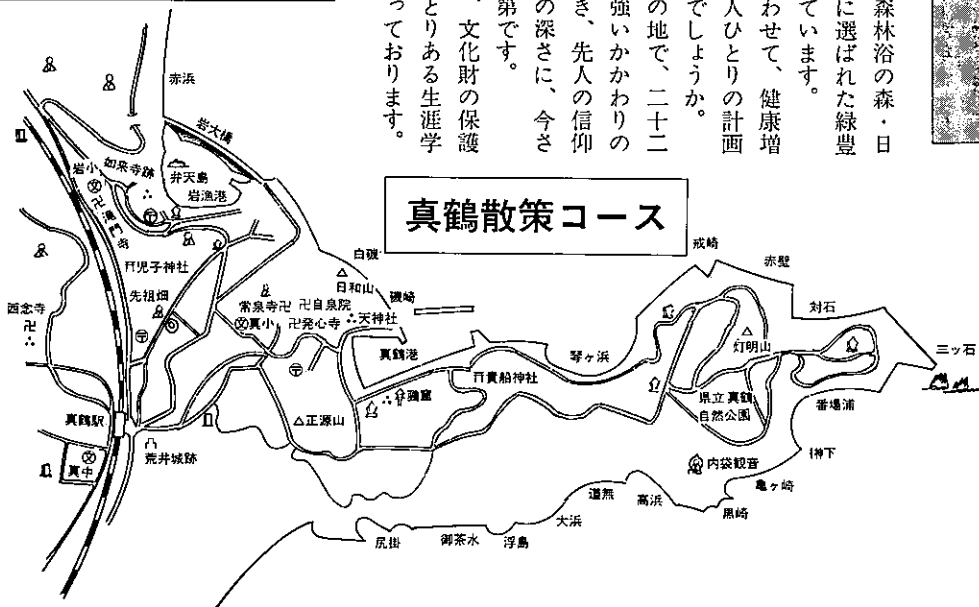 森林浴の森・日
に選ばれた緑豊
ています。
わせて、健康増
人ひとりの計画
でしょうか。
の地で、二十二
強いかかわりの
き、先人の信仰
の深さに、今さ
第です。
、文化財の保護
とりある生涯学
っております。
真鶴散策コース
赤浜
岩大橋
如来寺跡
岩小
弁天島
岩漁港
瀧門寺
児子神社
先祖畑
西念寺
白磯
日和山
磯崎
常泉寺
自泉院
真小
発心寺
天神社
真鶴港
貴船神社
鵐窟
正源山
真鶴駅
真中
荒井城跡
琴ヶ浜
戒崎
赤壁
対石
三ッ石
灯明山
県立真鶴
自然公園
番場浦
内袋観音
神下
亀ヶ崎
黒崎
高浜
道無
大浜
浮島
御茶水
尻掛